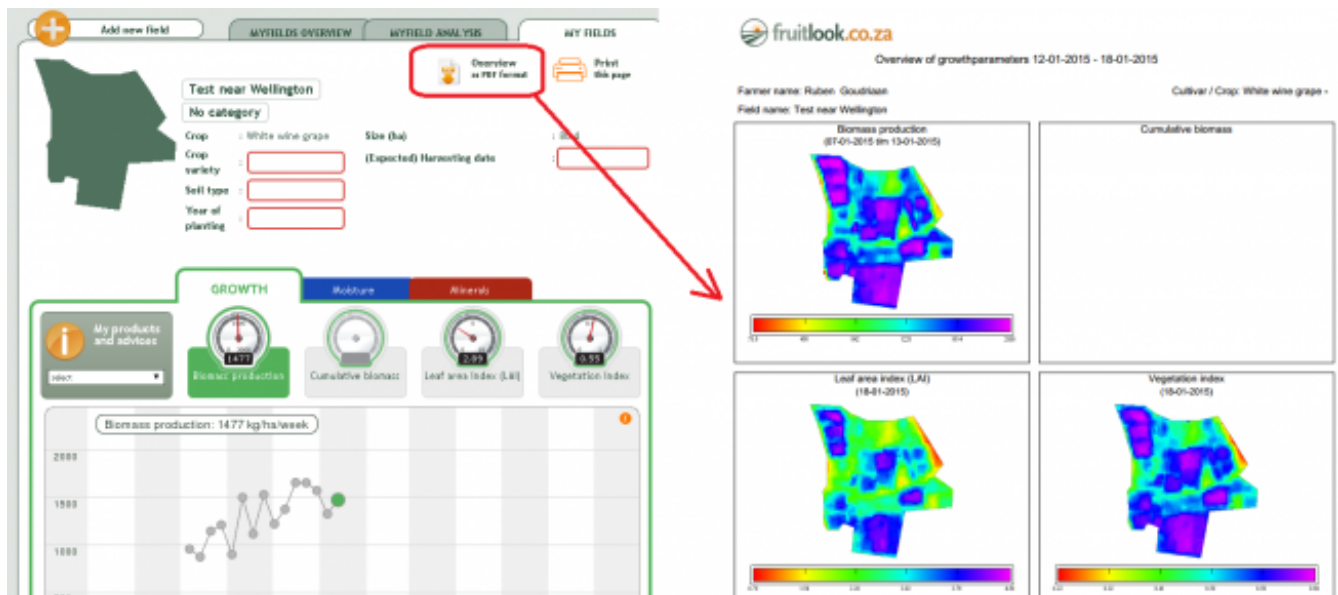 Add new field
MYFIELDS OVERVIEW
MYFIELD ANALYSIS
MY FIELDS
Overview
in PDF format
Print
this page
Test near Wellington
No category
Crop : White wine grape
Size (ha) :
Crop
variety :
(Expected) Harvesting date :
Soil type :
Year of
planting :
GROWTH
Moisture
Minerals
My products
and advices
select
1477
Biomass production
Cumulative biomass
2.09
Leaf area Index (LAI)
0.55
Vegetation Index
Biomass production: 1477 kg/ha/week
2000
1500
1000
fruitlook.co.za
Overview of growthparameters 12-01-2015 - 18-01-2015
Farmer name: Ruben Goudriaan
Cultivar / Crop: White wine grape -
Field name: Test near Wellington
Biomass production
(07-01-2015 t/m 13-01-2015)
Cumulative biomass
Leaf area index (LAI)
(18-01-2015)
Vegetation index
(18-01-2015)